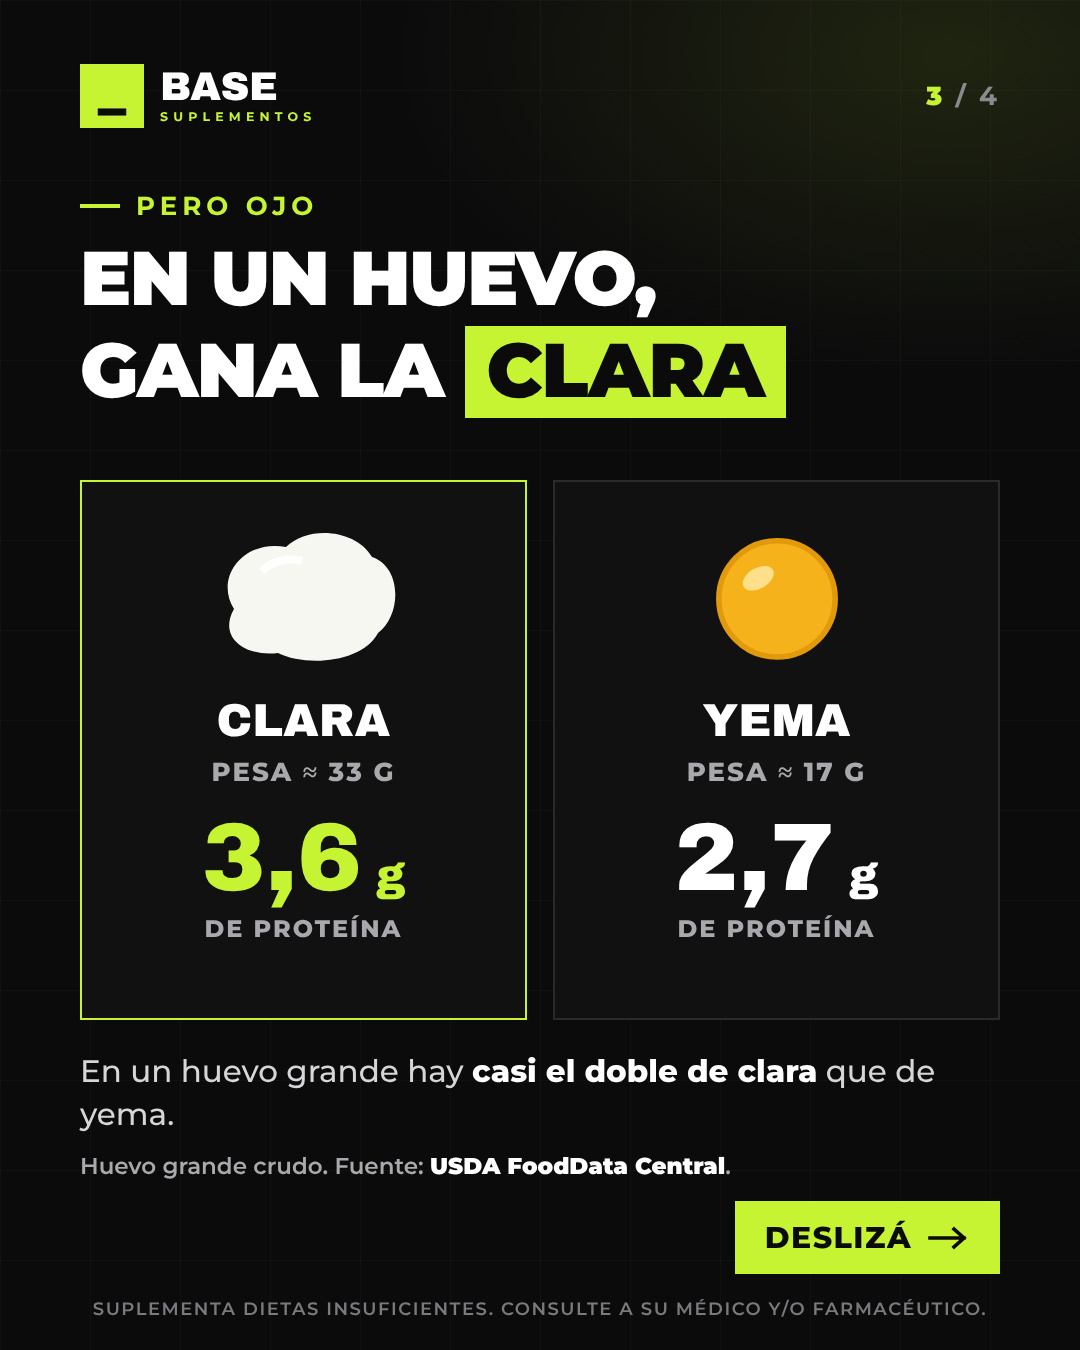 BASE
SUPLEMENTOS
3 / 4
PERO OJO
EN UN HUEVO,
GANA LA CLARA
CLARA
PESA ≈ 33 G
3,6 g
DE PROTEÍNA
YEMA
PESA ≈ 17 G
2,7 g
DE PROTEÍNA
En un huevo grande hay casi el doble de clara que de
yema.
Huevo grande crudo. Fuente: USDA FoodData Central.
DESLIZÁ →
SUPLEMENTA DIETAS INSUFICIENTES. CONSULTE A SU MÉDICO Y/O FARMACÉUTICO.